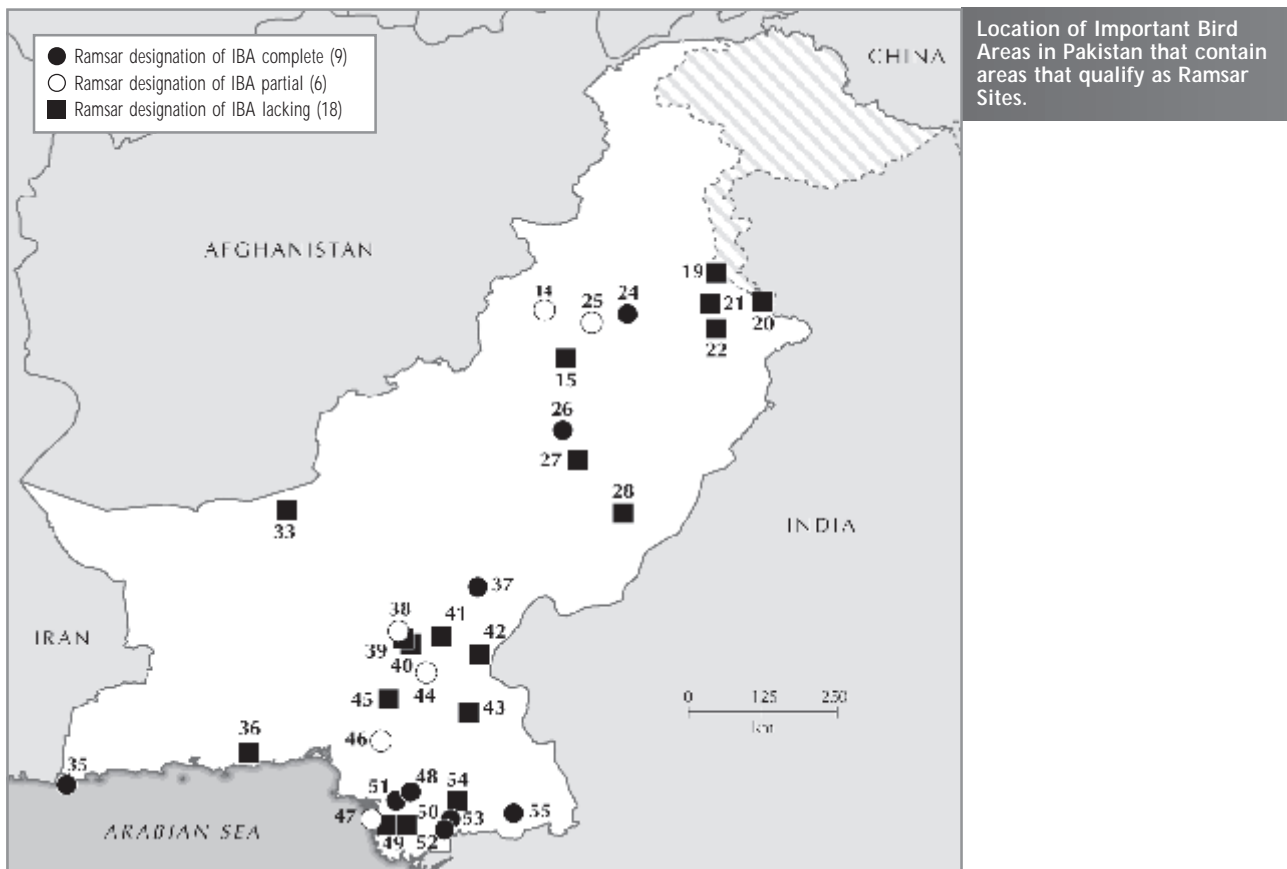 Ramsar designation of IBA complete (9)
Ramsar designation of IBA partial (6)
Ramsar designation of IBA lacking (18)
Location of Important Bird
Areas in Pakistan that contain
areas that qualify as Ramsar
Sites.
CHINA
AFGHANISTAN
19
14
25
24
21
20
22
15
26
27
28
33
INDIA
37
38
41
42
IRAN
39
40
44
45
43
0 125 250
km
36
46
35
48
54
51
47
50
53
55
ARABIAN SEA
49
52